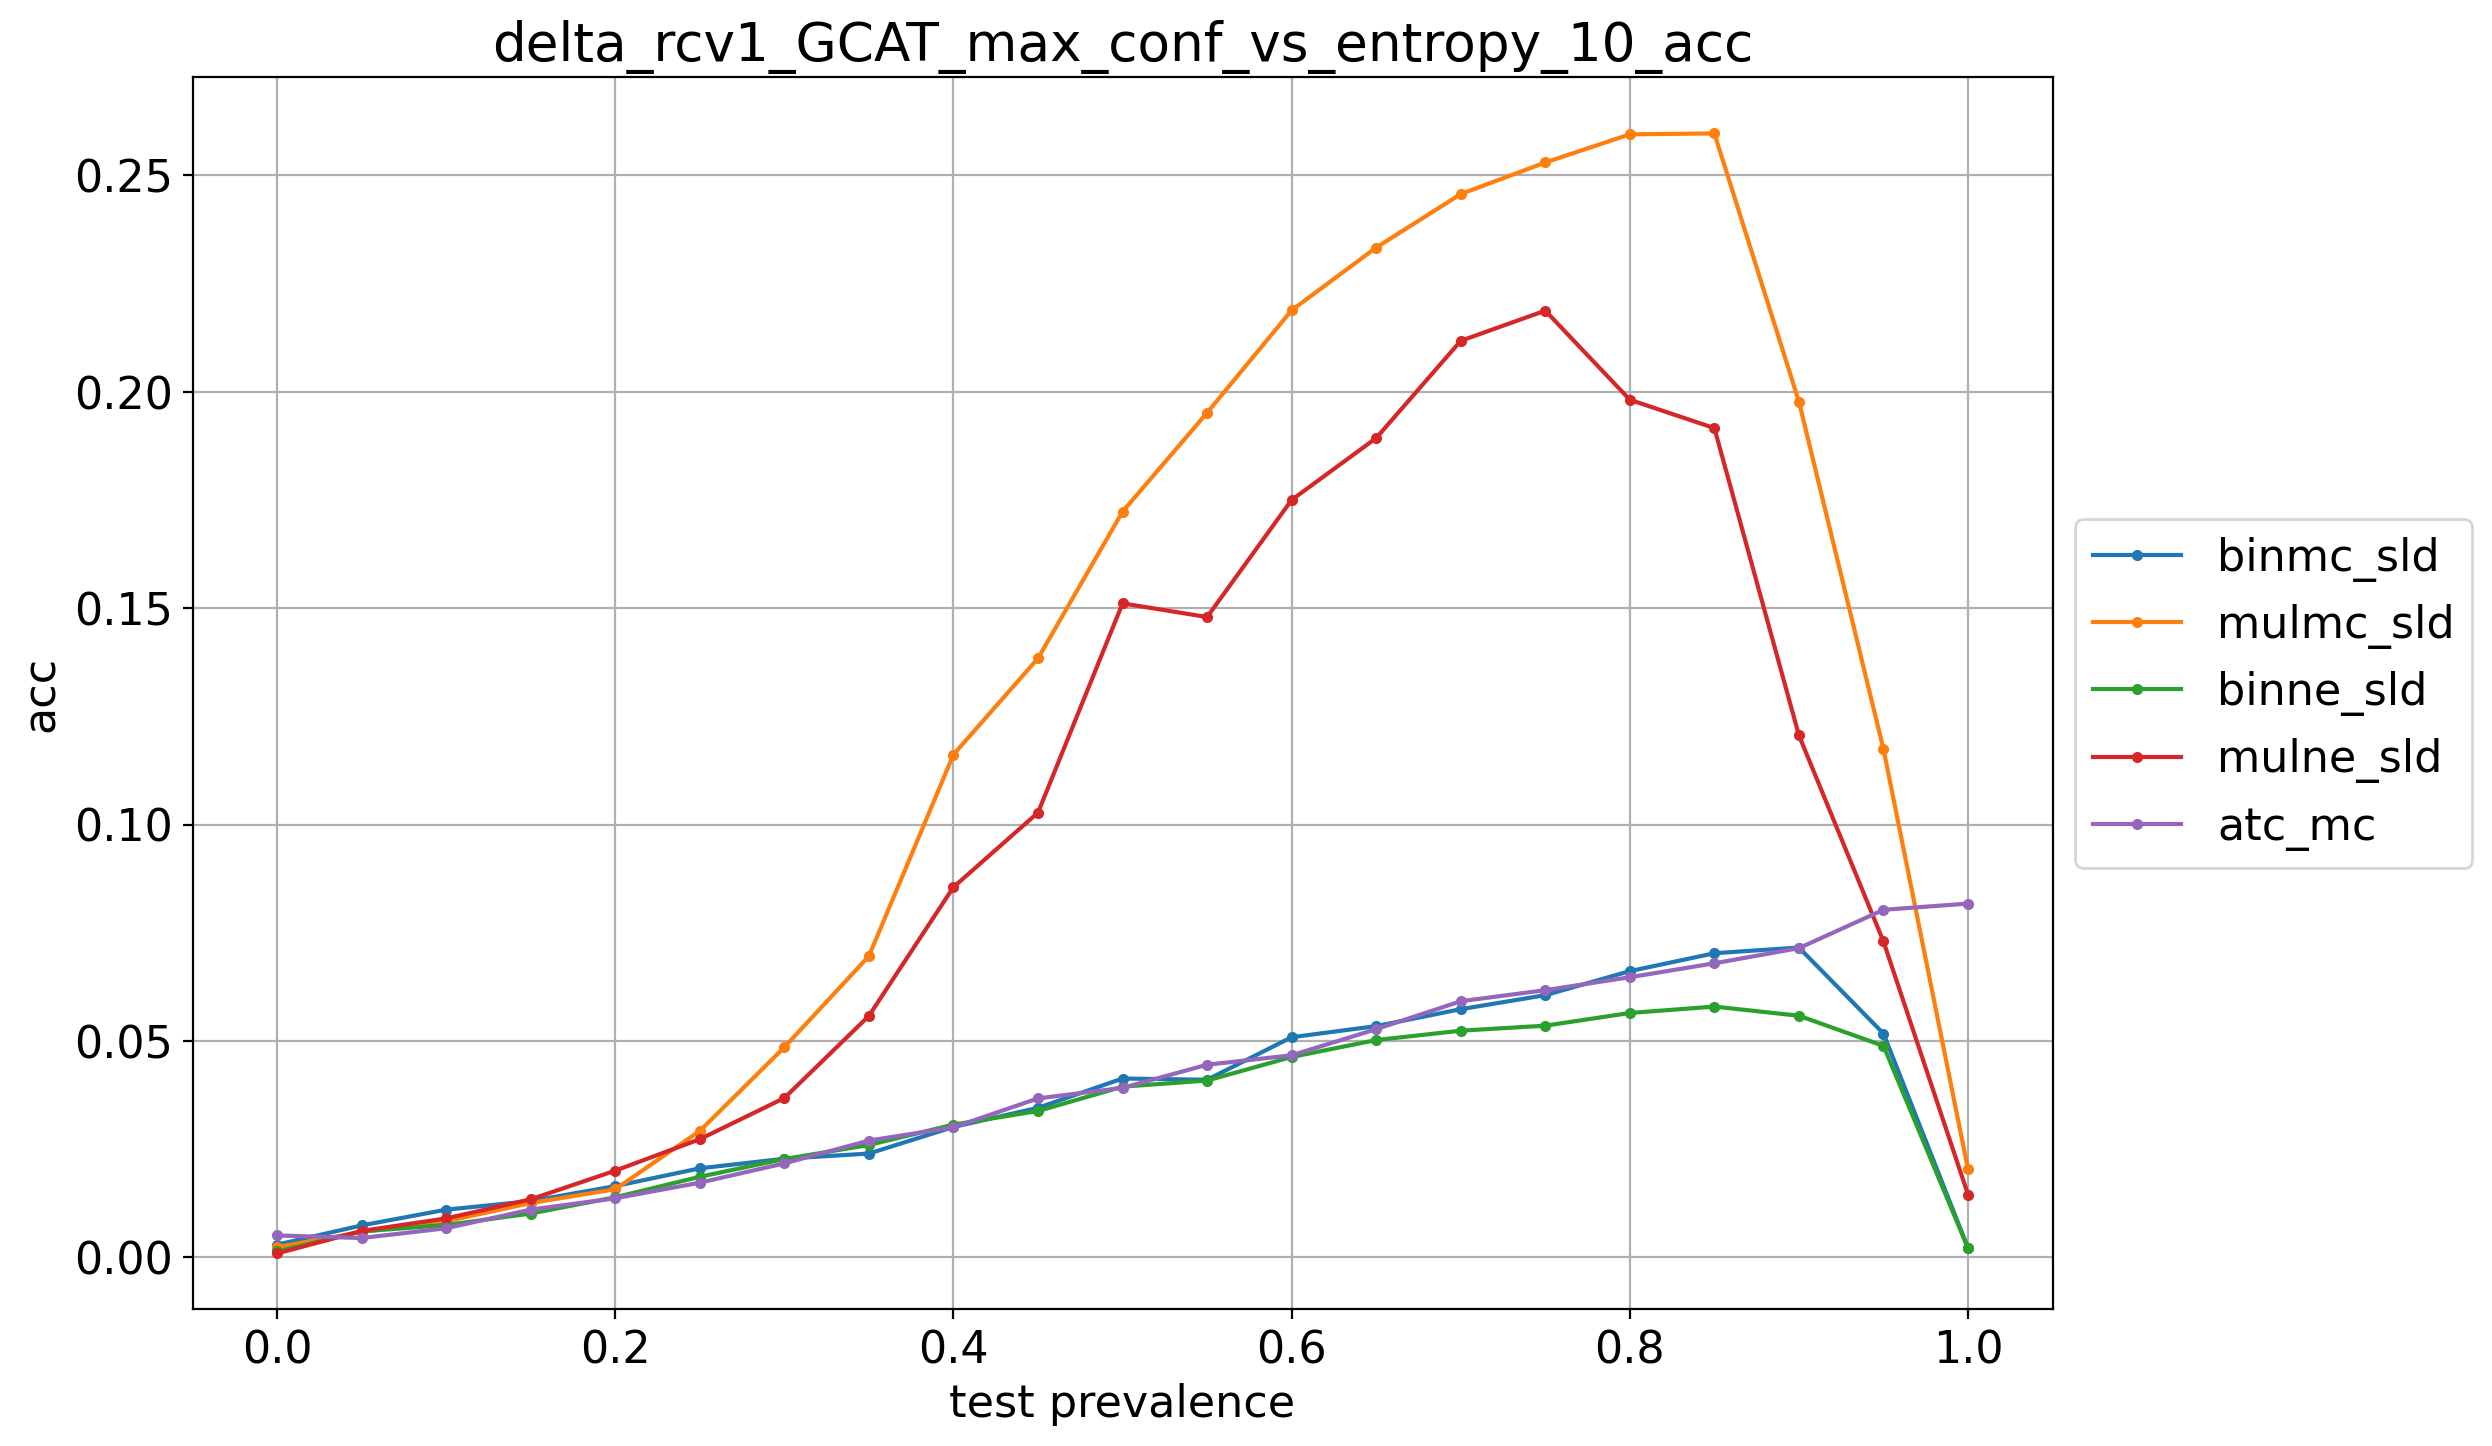 delta_rcv1_GCAT_max_conf_vs_entropy_10_acc
acc
0.25
0.20
0.15
0.10
0.05
0.00
0.0 0.2 0.4 0.6 0.8 1.0
test prevalence
binmc_sld
mulmc_sld
binne_sld
mulne_sld
atc_mc